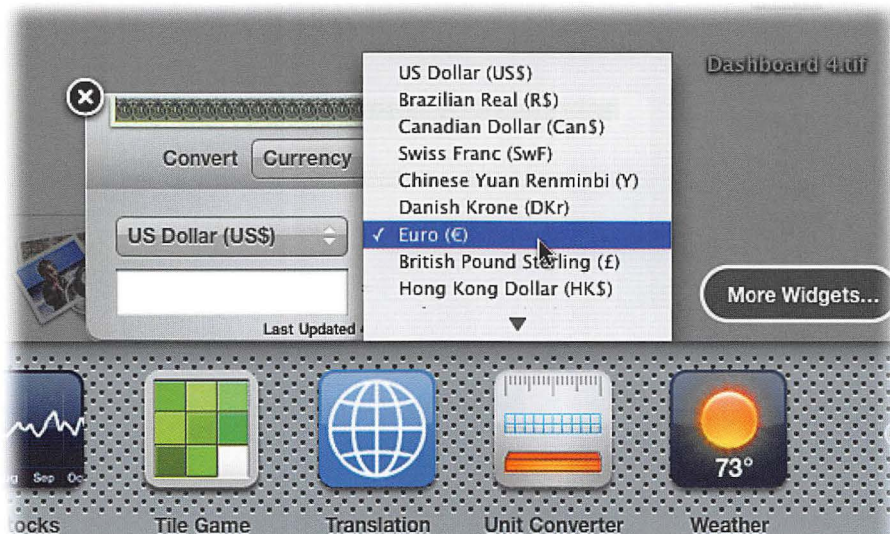 Dashboard 4.tif
US Dollar (US$)
Brazilian Real (R$)
Canadian Dollar (Can$)
Swiss Franc (SwF)
Chinese Yuan Renminbi (Y)
Danish Krone (DKr)
✓ Euro (€)
British Pound Sterling (£)
Hong Kong Dollar (HK$)
Convert Currency
US Dollar (US$)
Last Updated
More Widgets...
Sep
73°
Tile Game
Translation
Unit Converter
Weather